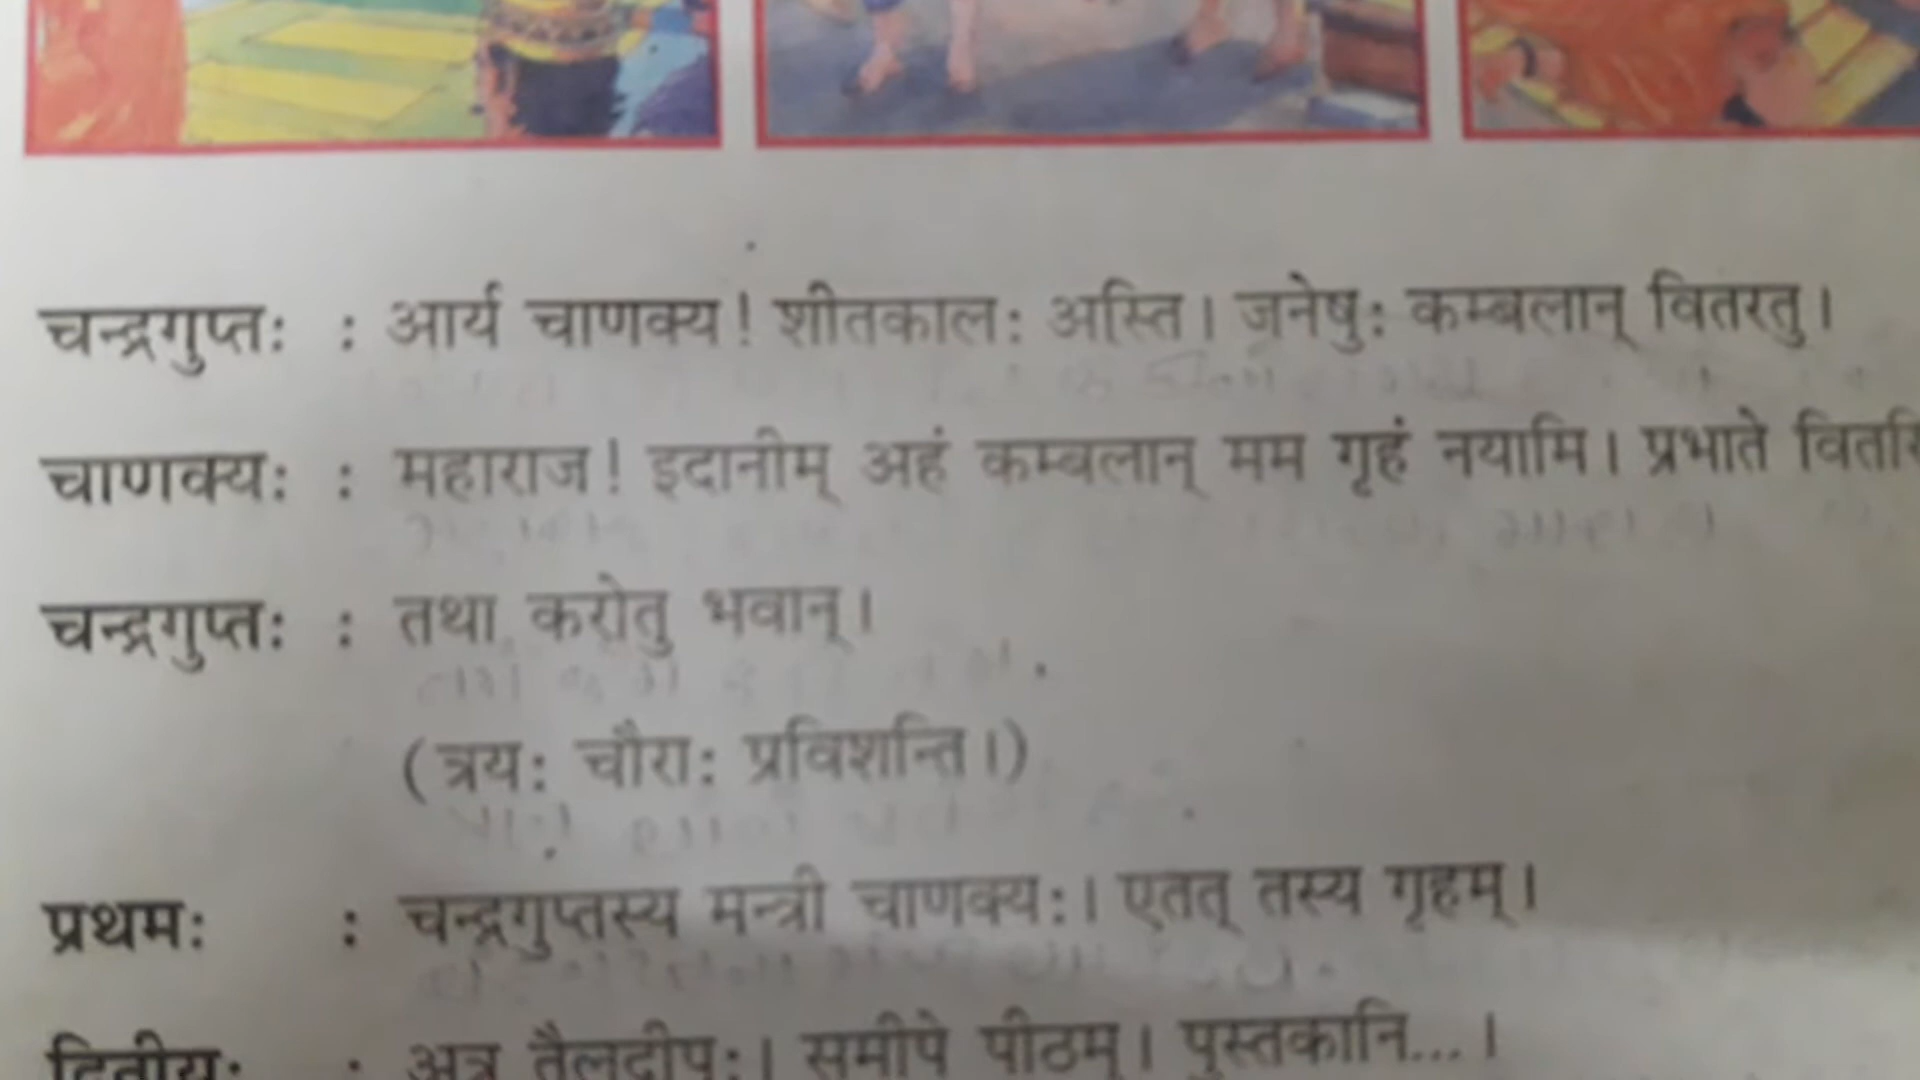 चन्द्रगुप्तः : आर्य चाणक्य! शीतकालः अस्ति। जनेषुः कम्बलान् वितरतु।
चाणक्यः : महाराज! इदानीम् अहं कम्बलान् मम गृहं नयामि। प्रभाते
चन्द्रगुप्तः : तथा करोतु भवान्।
(त्रयः चौराः प्रविशन्ति।)
प्रथमः : चन्द्रगुप्तस्य मन्त्री चाणक्यः। एतत् तस्य गृहम्।
द्वितीयः : अत्र तैलदीपः। समीपे पीठम्। पुस्तकानि...।